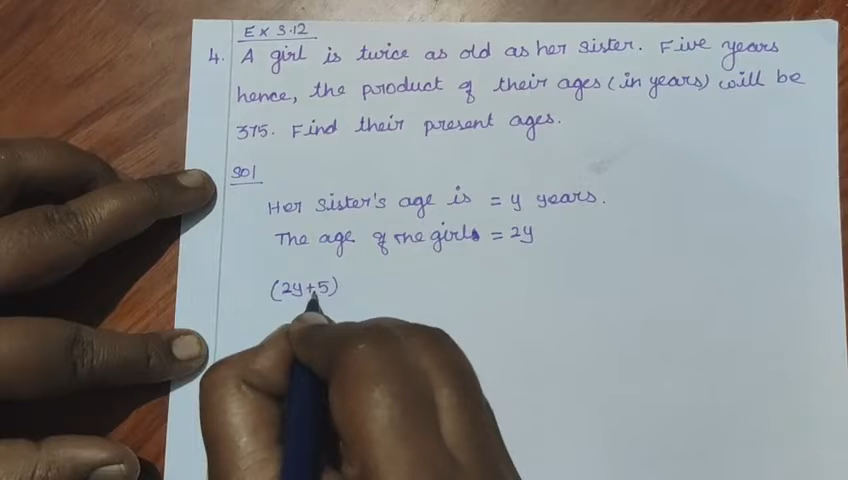 Ex 3.12
4. A girl is twice as old as her sister. Five years
hence, the product of their ages (in years) will be
375. Find their present ages.
Sol
Her sister's age is = y years.
The age of the girl = 2y
(2y+5)